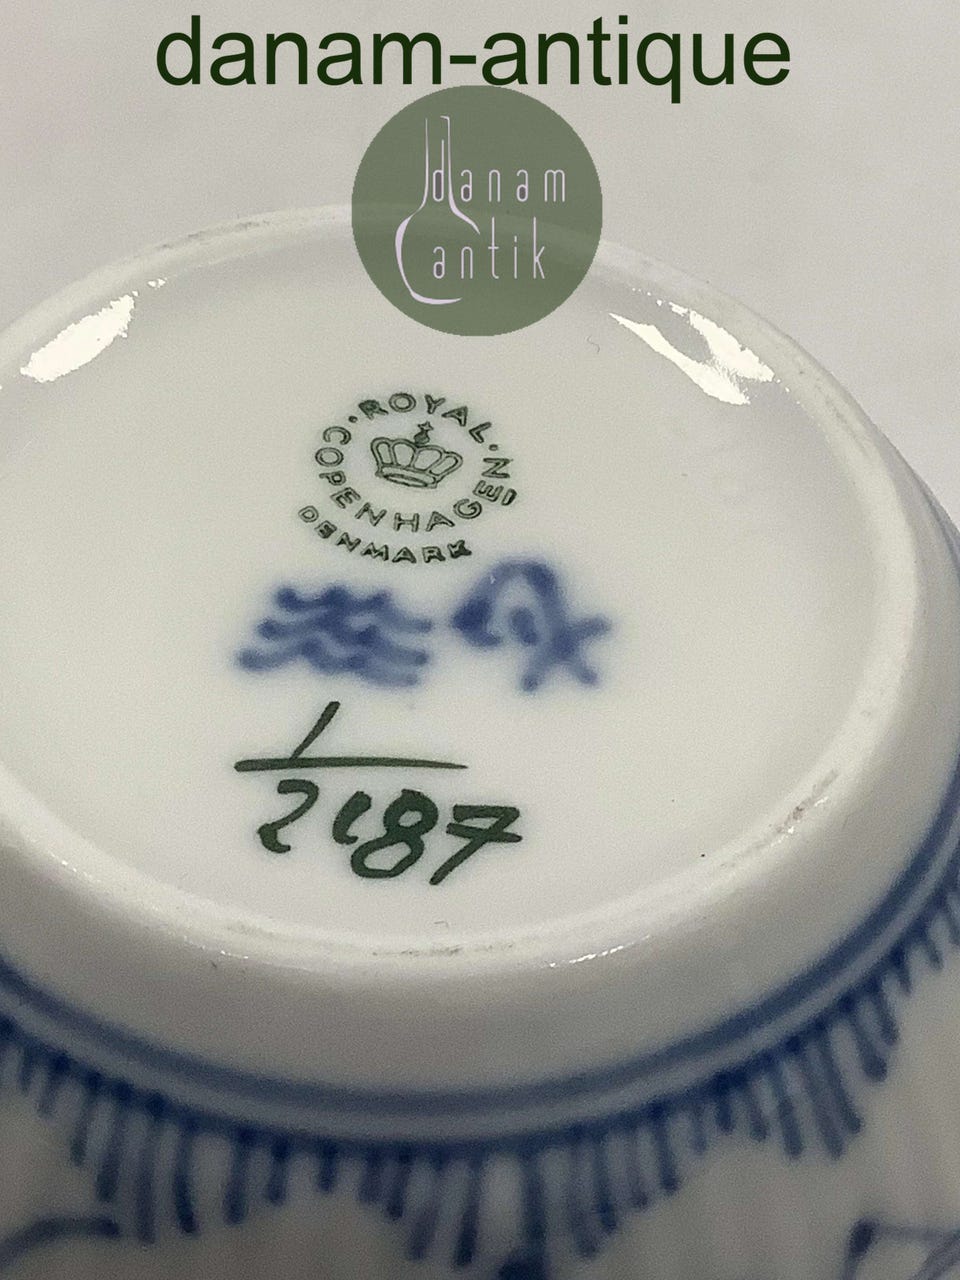 danam-antique
danam
antik
ROYAL
COPENHAGEN
DENMARK
1
2187